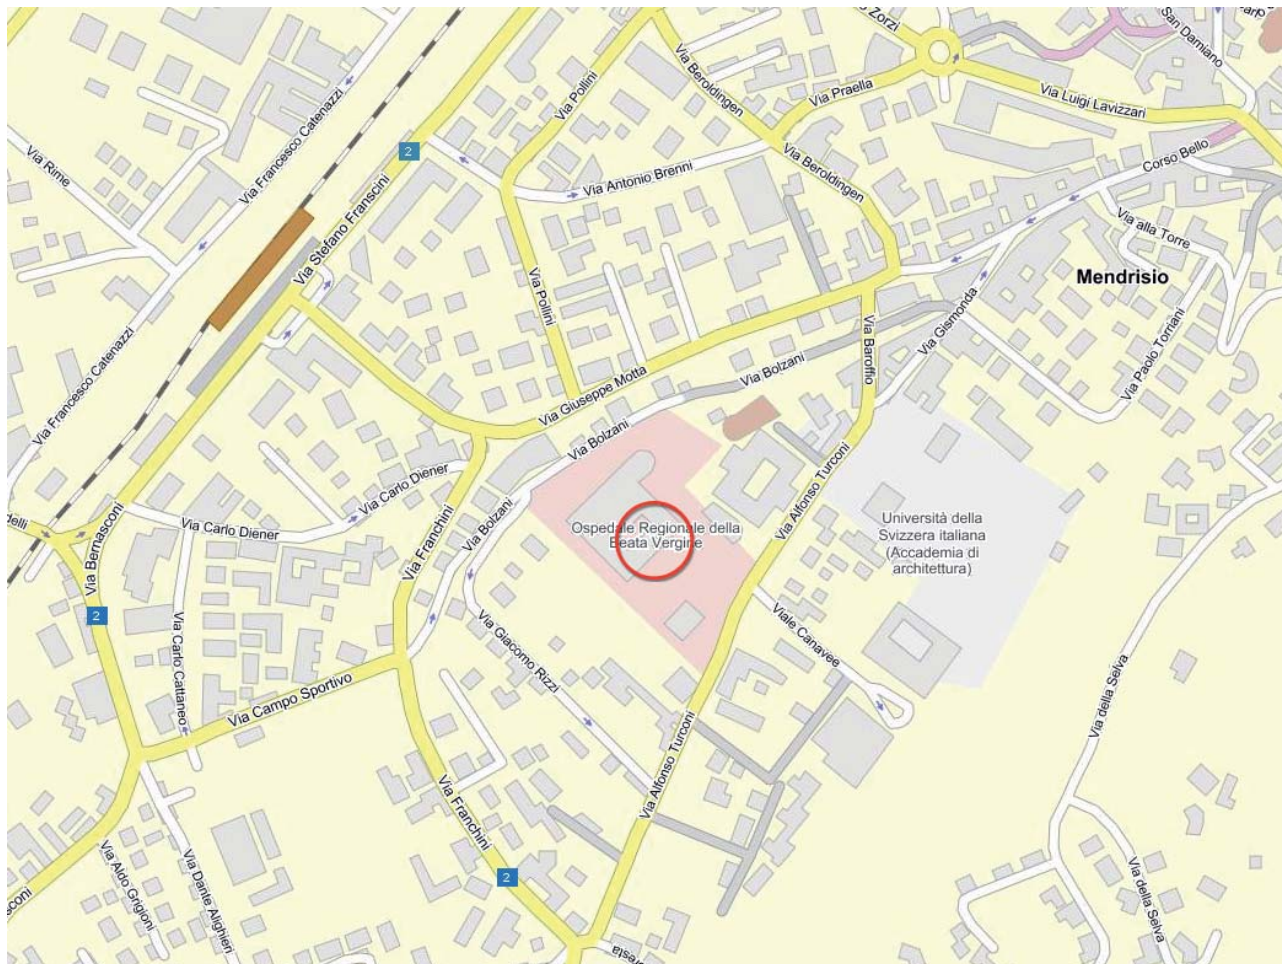 Zorzi
San Damiano
Via Beroldingen
Via Praella
Via Luigi Lavizzari
Via Pollini
Via Francesco Catenazzi
2
Via Rime
Via Antonio Brenni
Via Beroldingen
Corso Bello
Via alla Torre
Via Stefano Franscini
Via Pollini
Mendrisio
Via Gismonda
Via Paolo Torriani
Via Baroffio
Via Francesco Catenazzi
Via Giuseppe Motta
Via Bolzani
Via Bolzani
Via Carlo Diener
Via Carlo Diener
Via Bolzani
Via Alfonso Turconi
Ospedale Regionale della
Beata Vergine
Università della
Svizzera italiana
(Accademia di
architettura)
delli
Via Bernasconi
Via Franchini
2
Via Carlo Cattaneo
Via Giacomo Rizzi
Viale Canavee
Via Campo Sportivo
Via della Selva
Via Alfonso Turconi
Via Franchini
2
Via Aldo Grigioni
Via Dante Alighieri
Via della Selva
sconi